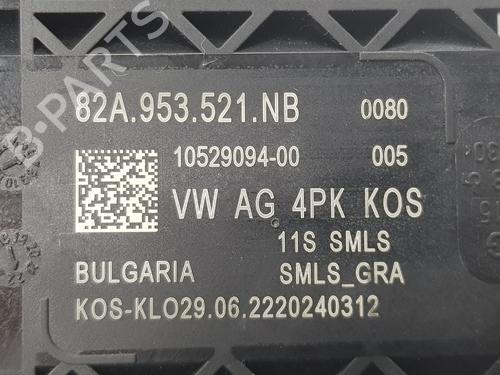 82A.953.521.NB 0080
10529094-00 005
VW AG 4PK KOS
11S SMLS
BULGARIA SMLS_GRA
KOS-KLO29.06.2220240312
B-PARTS